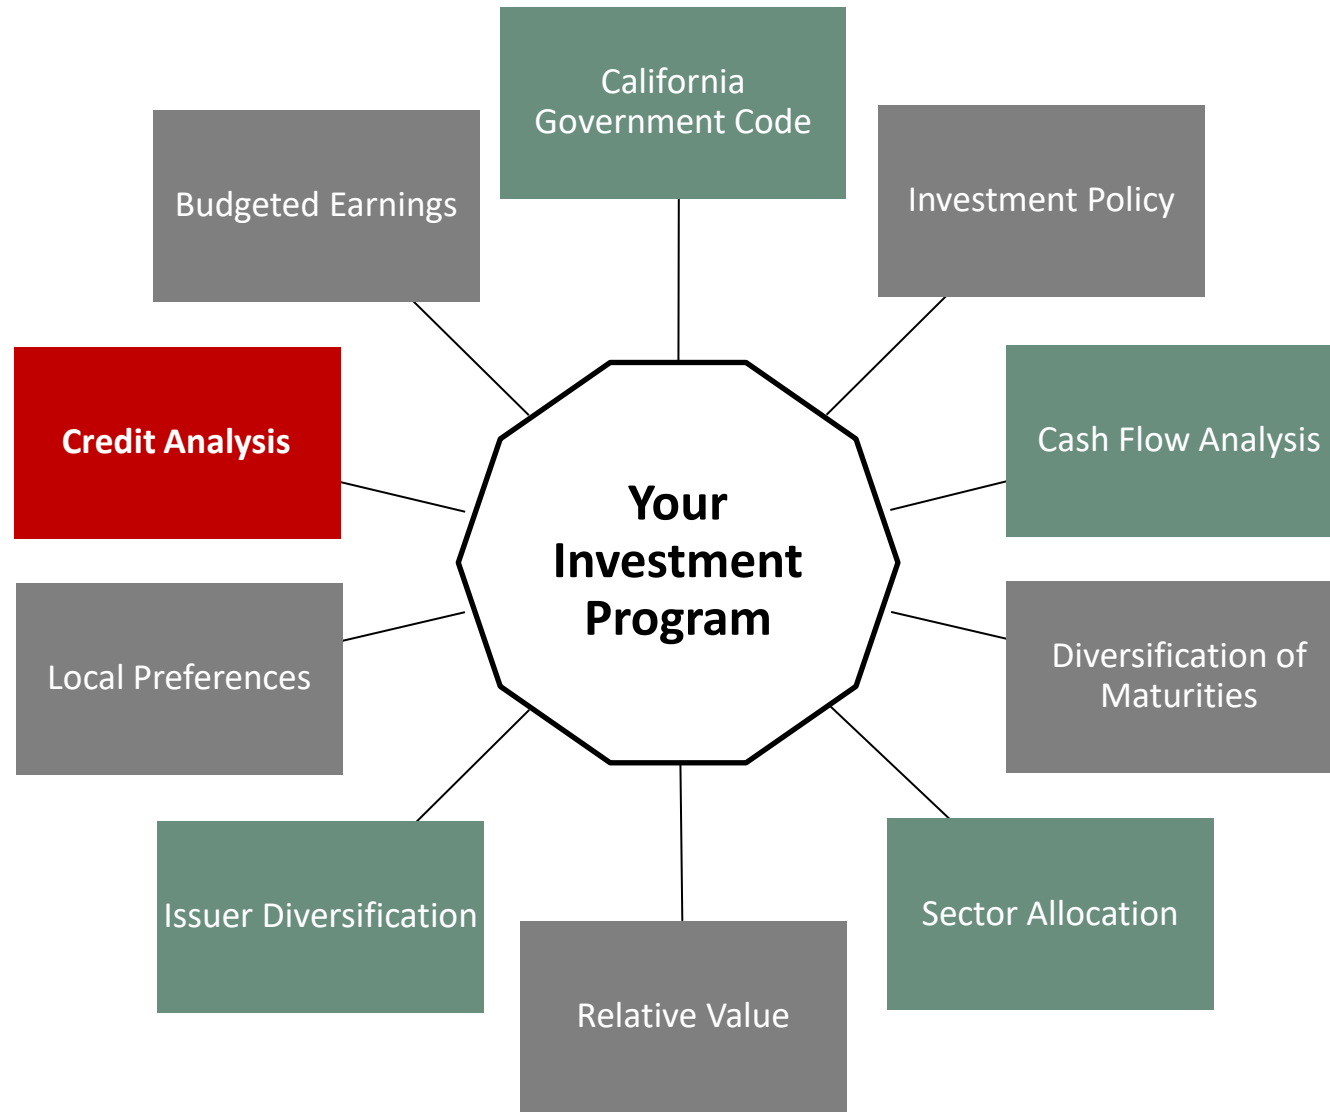 California
Government Code
Budgeted Earnings
Investment Policy
Credit Analysis
Cash Flow Analysis
Your
Investment
Program
Local Preferences
Diversification of
Maturities
Issuer Diversification
Sector Allocation
Relative Value